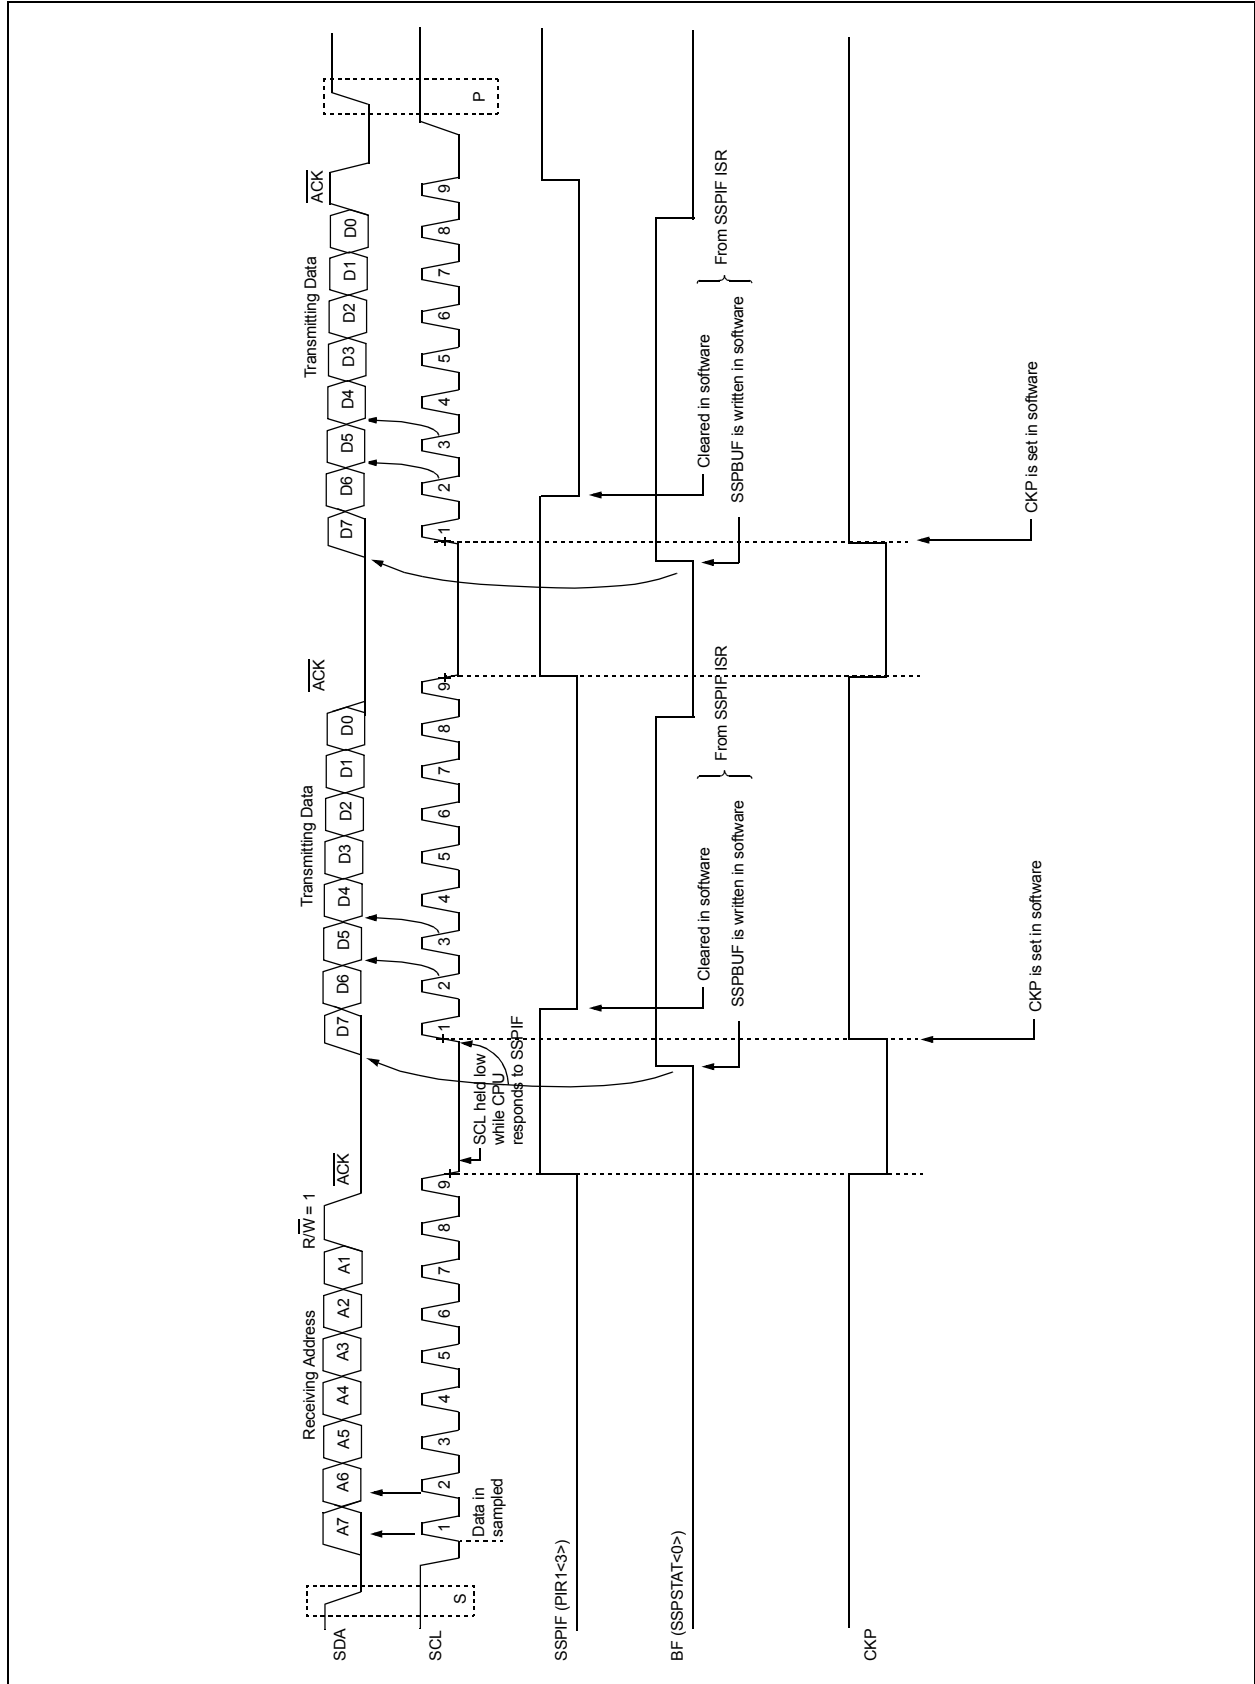 Receiving Address
R/W = 1
ACK
Transmitting Data
ACK
Transmitting Data
ACK
SDA
A7
A6
A5
A4
A3
A2
A1
D7
D6
D5
D4
D3
D2
D1
D0
D7
D6
D5
D4
D3
D2
D1
D0
SCL
S
1
2
3
4
5
6
7
8
9
1
2
3
4
5
6
7
8
9
1
2
3
4
5
6
7
8
9
P
Data in
sampled
SCL held low
while CPU
responds to SSPIF
SSPIF (PIR1<3>)
BF (SSPSTAT<0>)
Cleared in software
SSPBUF is written in software
From SSPIF ISR
Cleared in software
SSPBUF is written in software
From SSPIF ISR
CKP
CKP is set in software
CKP is set in software